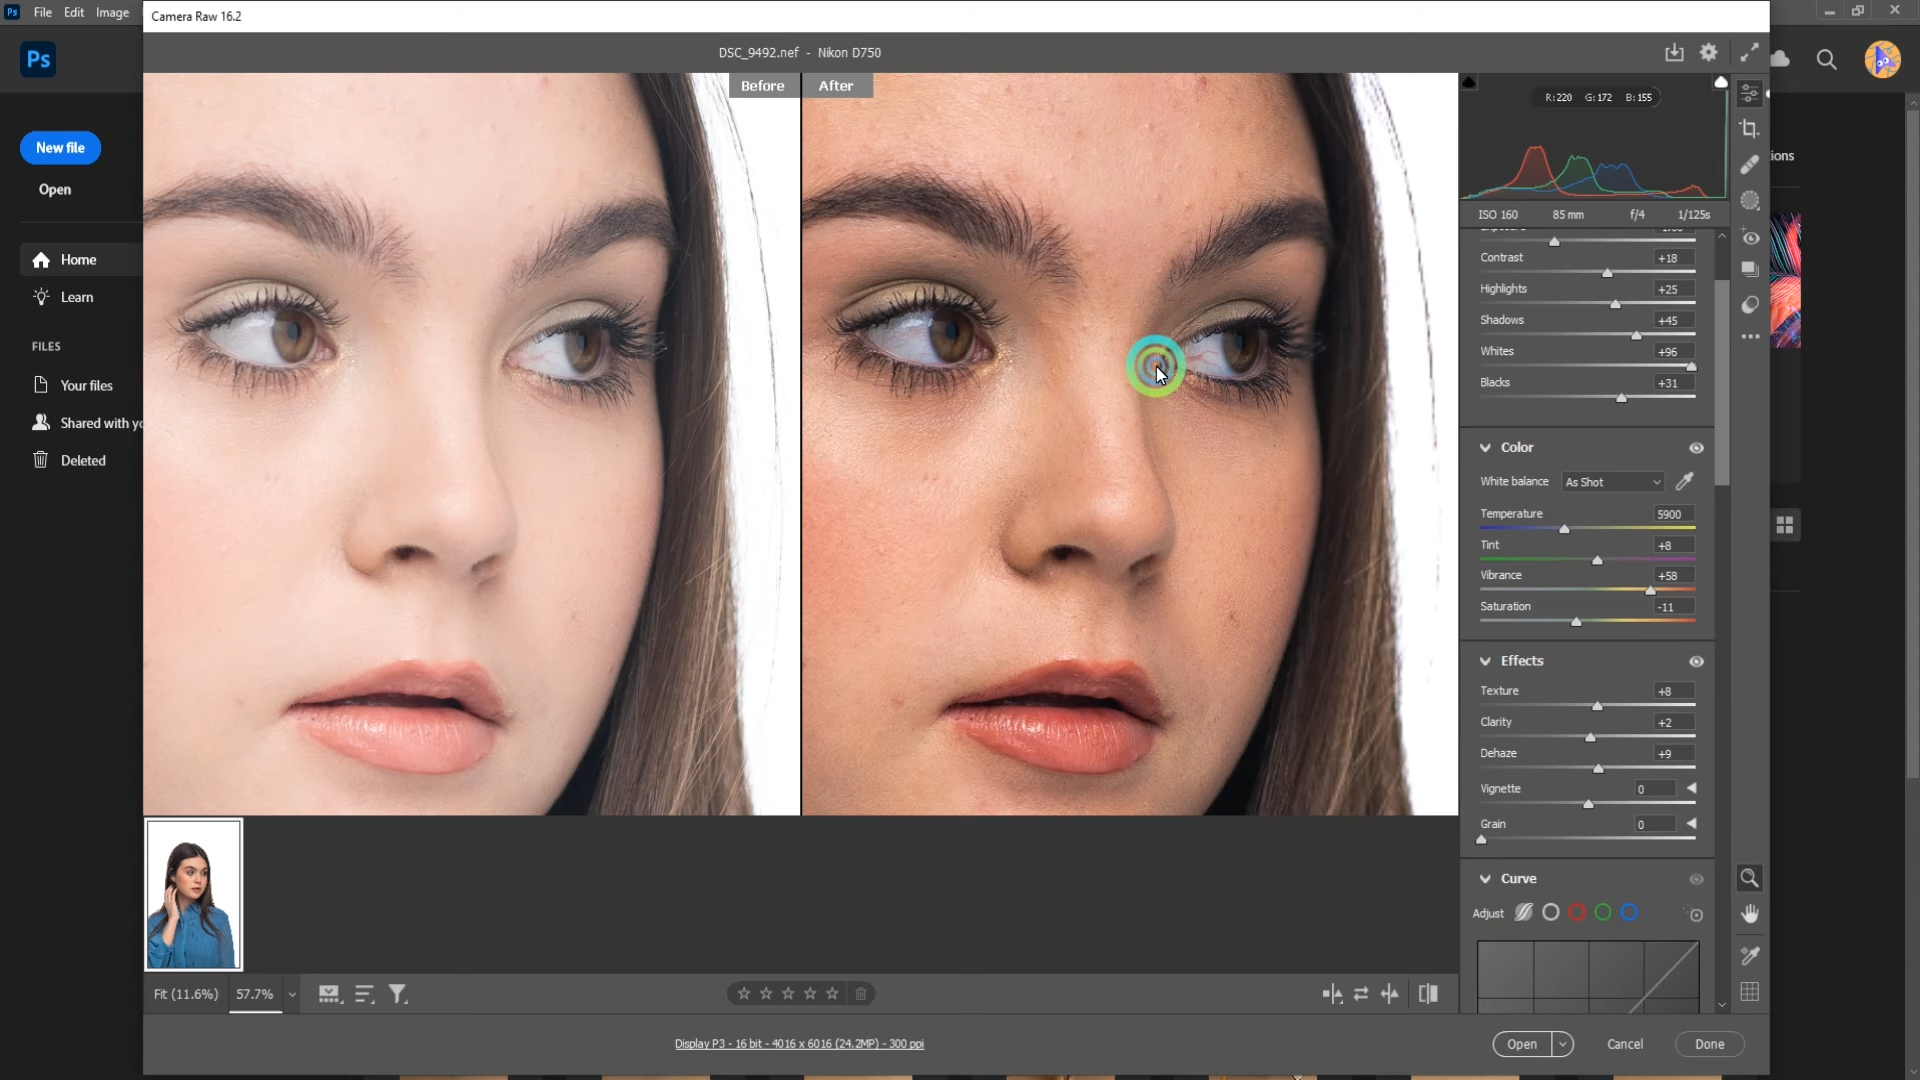 Ps File Edit Image
Camera Raw 16.2
DSC_9492.nef - Nikon D750
Ps
New file
Open
Home
Learn
FILES
Your files
Shared with yo
Deleted
Before After
R:220 G:172 B:155
ISO 160 85 mm f/4 1/125s
Contrast +18
Highlights +25
Shadows +45
Whites +96
Blacks +31
Color
White balance As Shot
Temperature 5900
Tint +8
Vibrance +58
Saturation -11
Effects
Texture +8
Clarity +2
Dehaze +9
Vignette 0
Grain 0
Curve
Adjust
ions
Fit (11.6%) 57.7%
Display P3 - 16 bit - 4016 x 6016 (24.2MP) - 300 ppi
Open Cancel Done